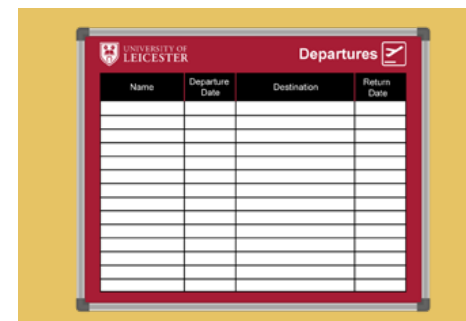 UNIVERSITY OF
LEICESTER
Departures
Name
Departure
Date
Destination
Return
Date